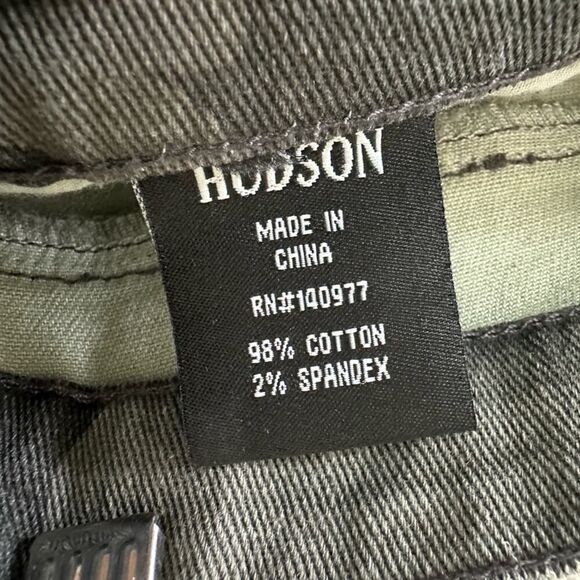 HUDSON
MADE IN
CHINA
RN#140977
98% COTTON
2% SPANDEX